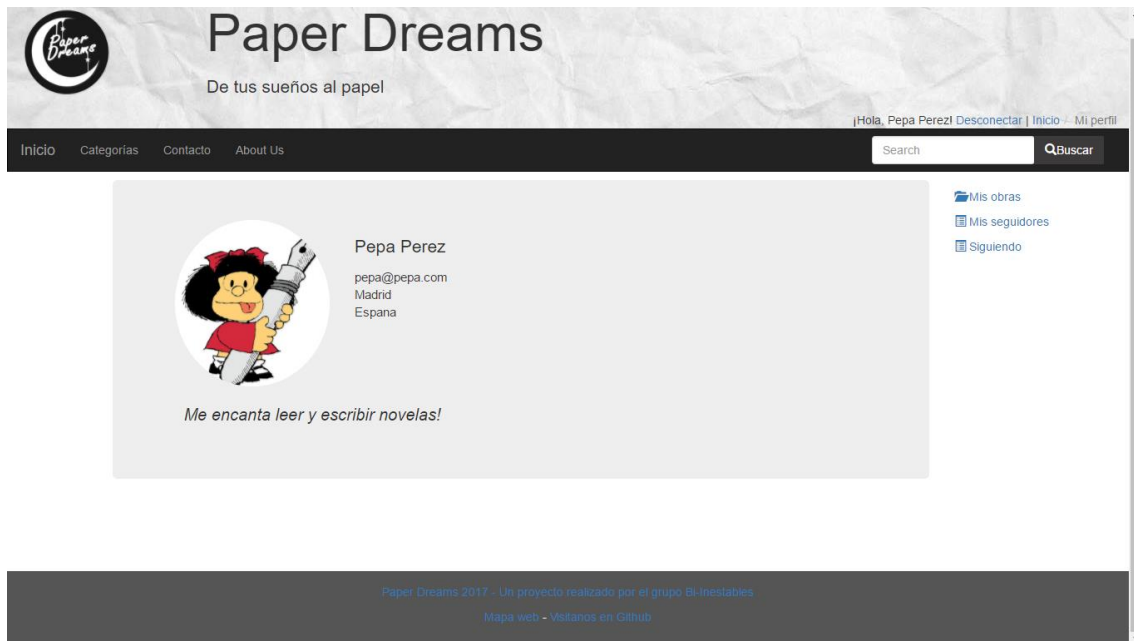 Paper
Dreams
Paper Dreams
De tus sueños al papel
¡Hola, Pepa Perez! Desconectar | Inicio / Mi perfil
Inicio Categorías Contacto About Us Search Buscar
Mis obras
Mis seguidores
Siguiendo
Pepa Perez
pepa@pepa.com
Madrid
Espana
Me encanta leer y escribir novelas!
Paper Dreams 2017 - Un proyecto realizado por el grupo Bi-Inestables
Mapa web - Visítanos en Github